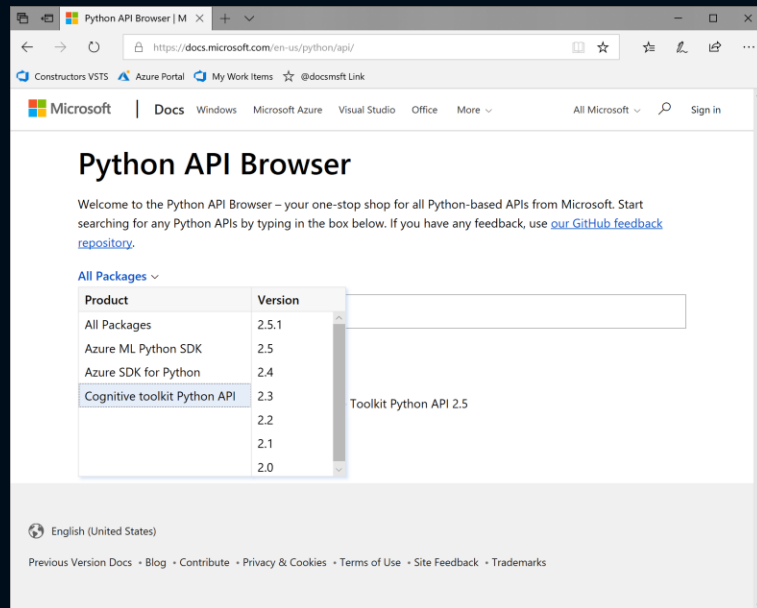 Python API Browser | M
https://docs.microsoft.com/en-us/python/api/
Constructors VSTS Azure Portal My Work Items @docsmsft Link
Microsoft Docs Windows Microsoft Azure Visual Studio Office More All Microsoft Sign in
Python API Browser
Welcome to the Python API Browser – your one-stop shop for all Python-based APIs from Microsoft. Start
searching for any Python APIs by typing in the box below. If you have any feedback, use our GitHub feedback
repository.
All Packages
Product Version
All Packages 2.5.1
Azure ML Python SDK 2.5
Azure SDK for Python 2.4
Cognitive toolkit Python API 2.3
Toolkit Python API 2.5
2.2
2.1
2.0
English (United States)
Previous Version Docs • Blog • Contribute • Privacy & Cookies • Terms of Use • Site Feedback • Trademarks